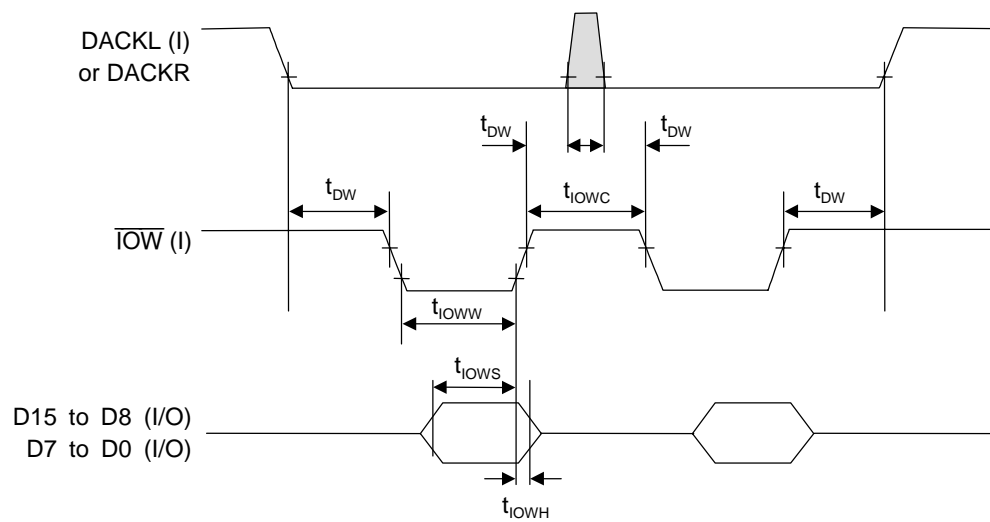 DACKL (I)
or DACKR
tDW
tDW
tDW
tIOWC
tDW
IOW (I)
tIOWW
tIOWS
D15 to D8 (I/O)
D7 to D0 (I/O)
tIOWH